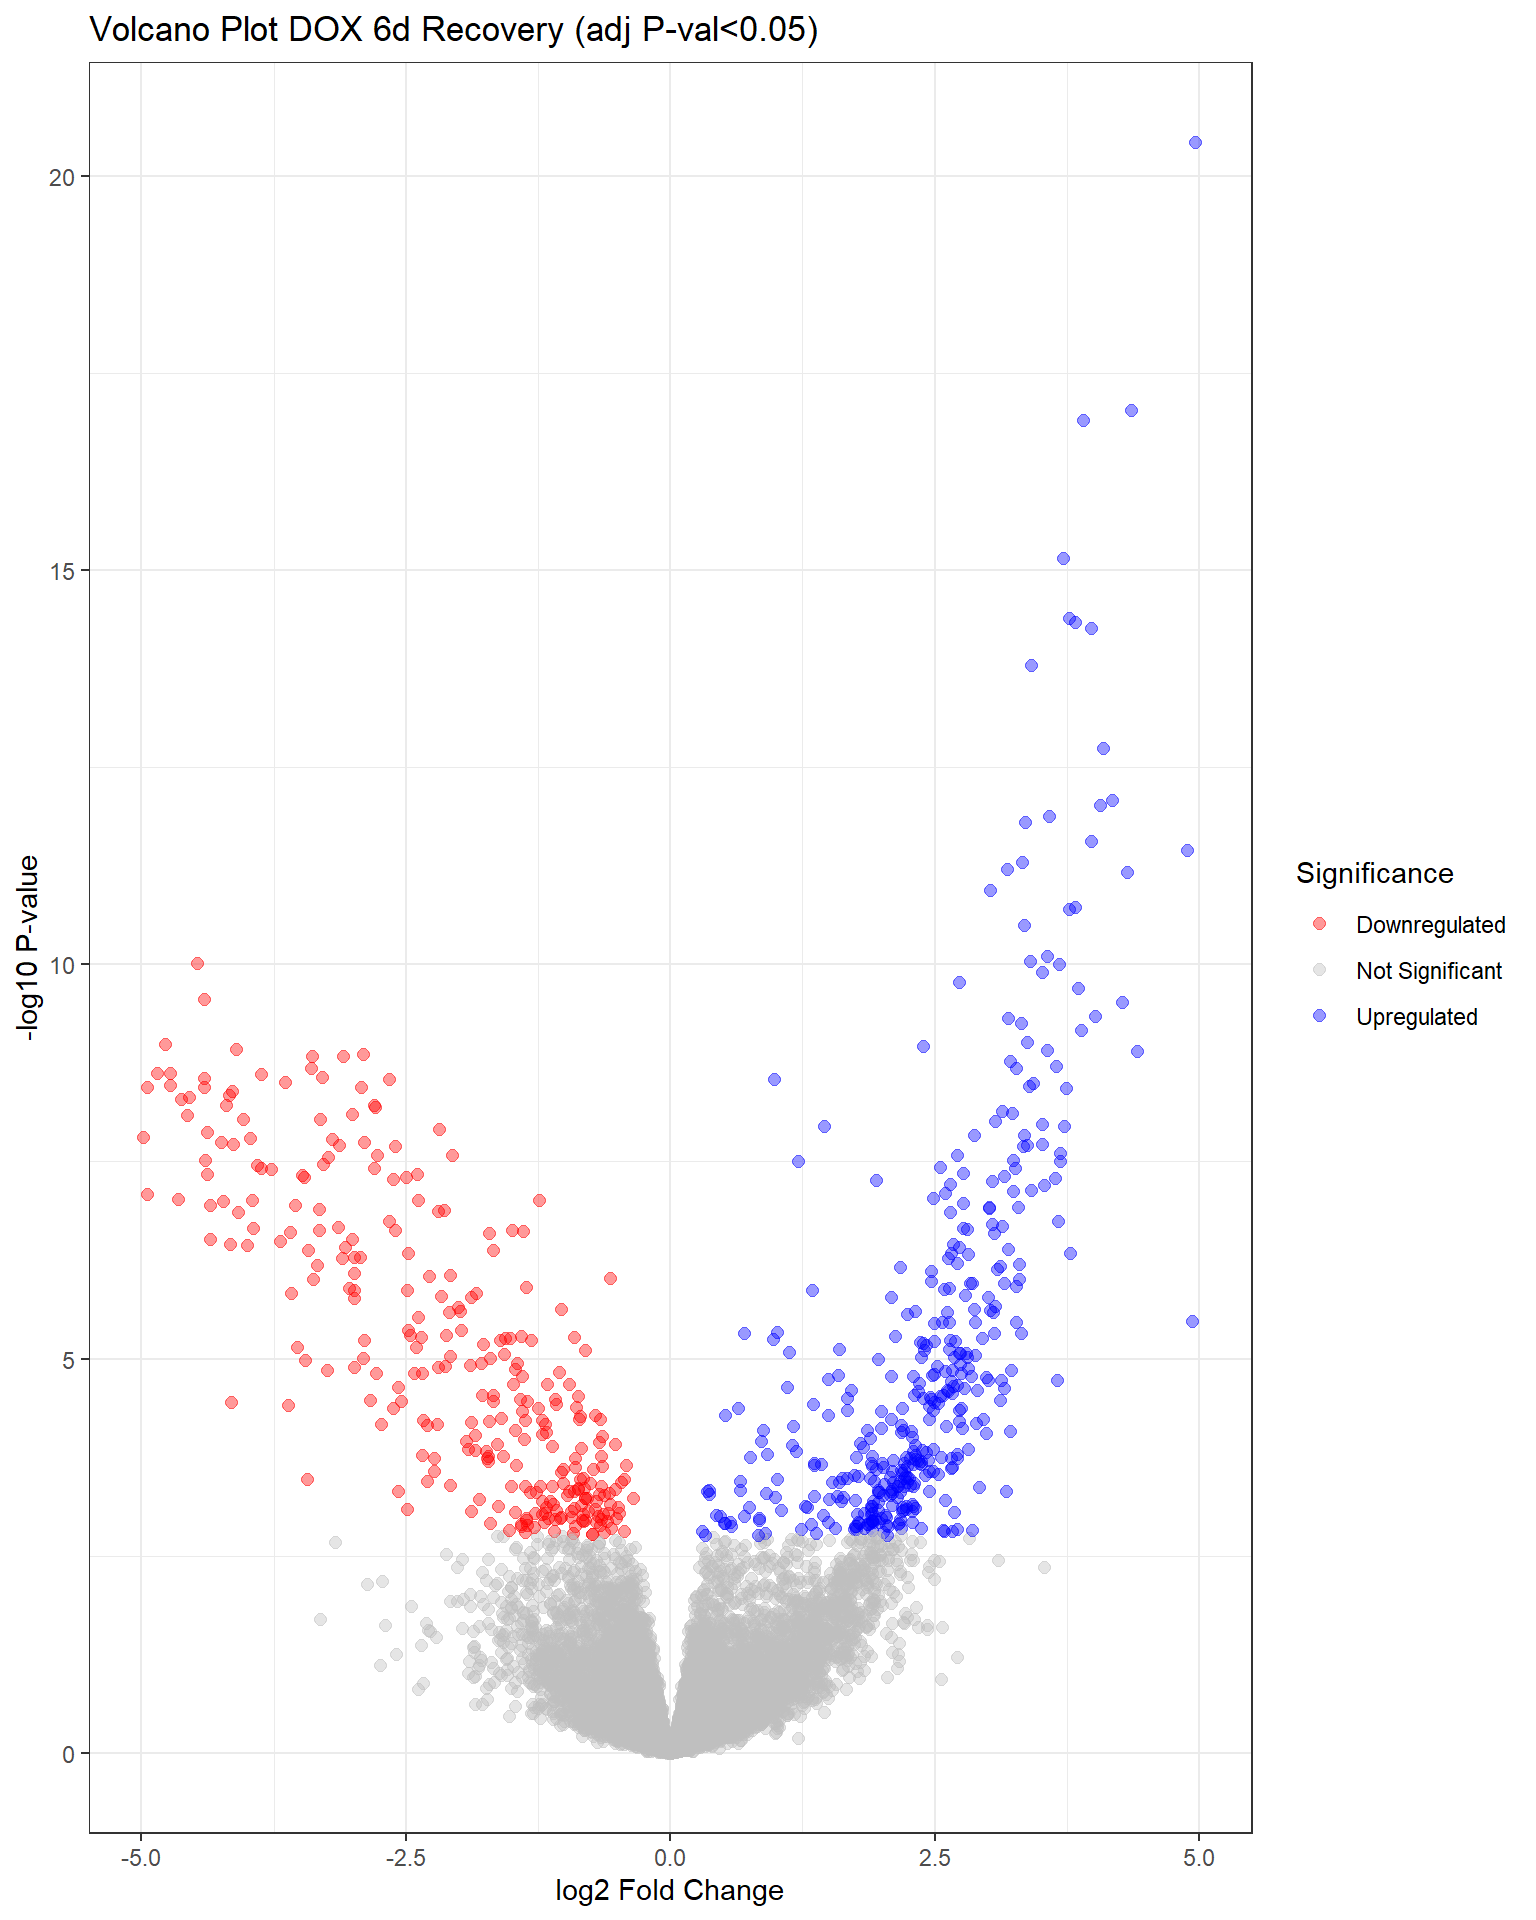 Volcano Plot DOX 6d Recovery (adj P-val<0.05)
20
15
10
5
0
-log10 P-value
-5.0
-2.5
0.0
2.5
5.0
log2 Fold Change
Significance
Downregulated
Not Significant
Upregulated